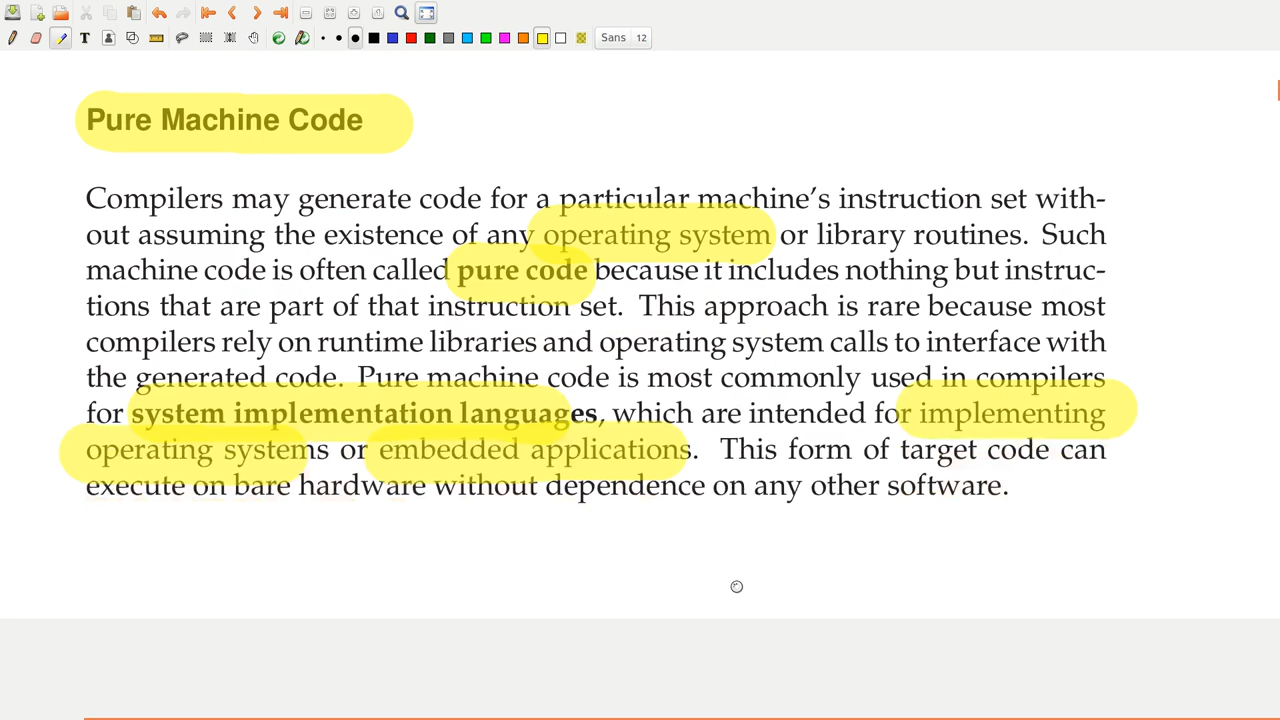 Sans 12
Pure Machine Code
Compilers may generate code for a particular machine’s instruction set with-
out assuming the existence of any operating system or library routines. Such
machine code is often called pure code because it includes nothing but instruc-
tions that are part of that instruction set. This approach is rare because most
compilers rely on runtime libraries and operating system calls to interface with
the generated code. Pure machine code is most commonly used in compilers
for system implementation languages, which are intended for implementing
operating systems or embedded applications. This form of target code can
execute on bare hardware without dependence on any other software.